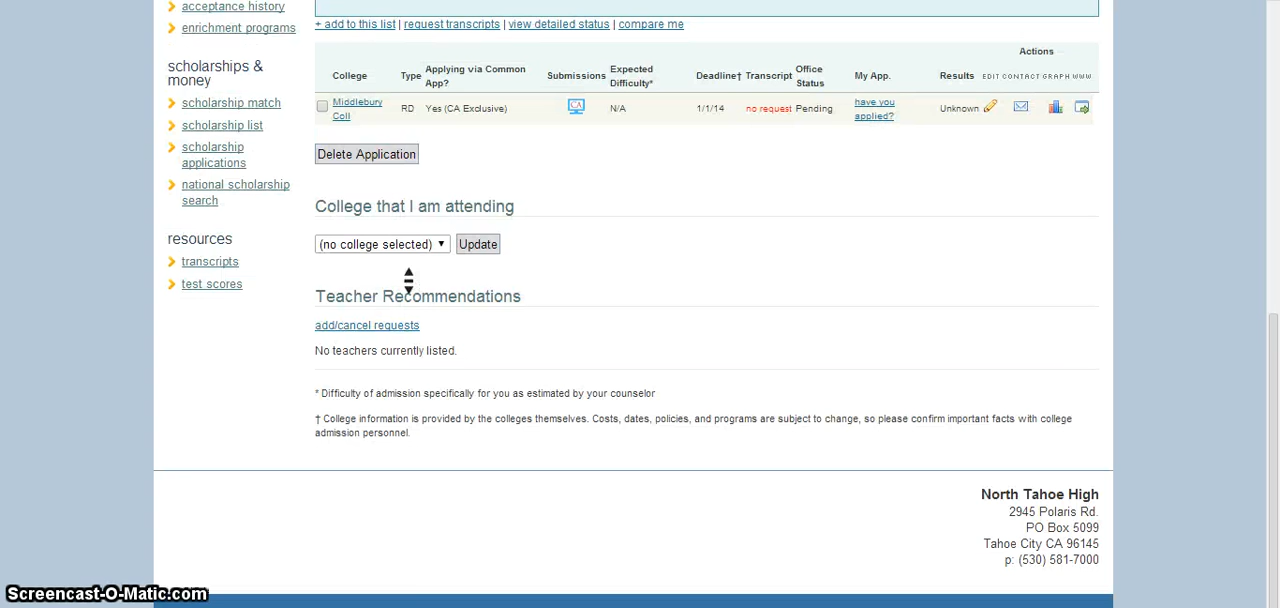 acceptance history
enrichment programs
scholarships &
money
scholarship match
scholarship list
scholarship
applications
national scholarship
search
resources
transcripts
test scores
+ add to this list | request transcripts | view detailed status | compare me
Actions
College Type Applying via Common App? Submissions Expected Difficulty* Deadline† Transcript Office Status My App. Results EDIT CONTACT GRAPH WWW
Middlebury Coll RD Yes (CA Exclusive) CA N/A 1/1/14 no request Pending have you applied? Unknown
Delete Application
College that I am attending
(no college selected) Update
Teacher Recommendations
add/cancel requests
No teachers currently listed.
* Difficulty of admission specifically for you as estimated by your counselor
† College information is provided by the colleges themselves. Costs, dates, policies, and programs are subject to change, so please confirm important facts with college
admission personnel.
North Tahoe High
2945 Polaris Rd.
PO Box 5099
Tahoe City CA 96145
p: (530) 581-7000
Screencast-O-Matic.com